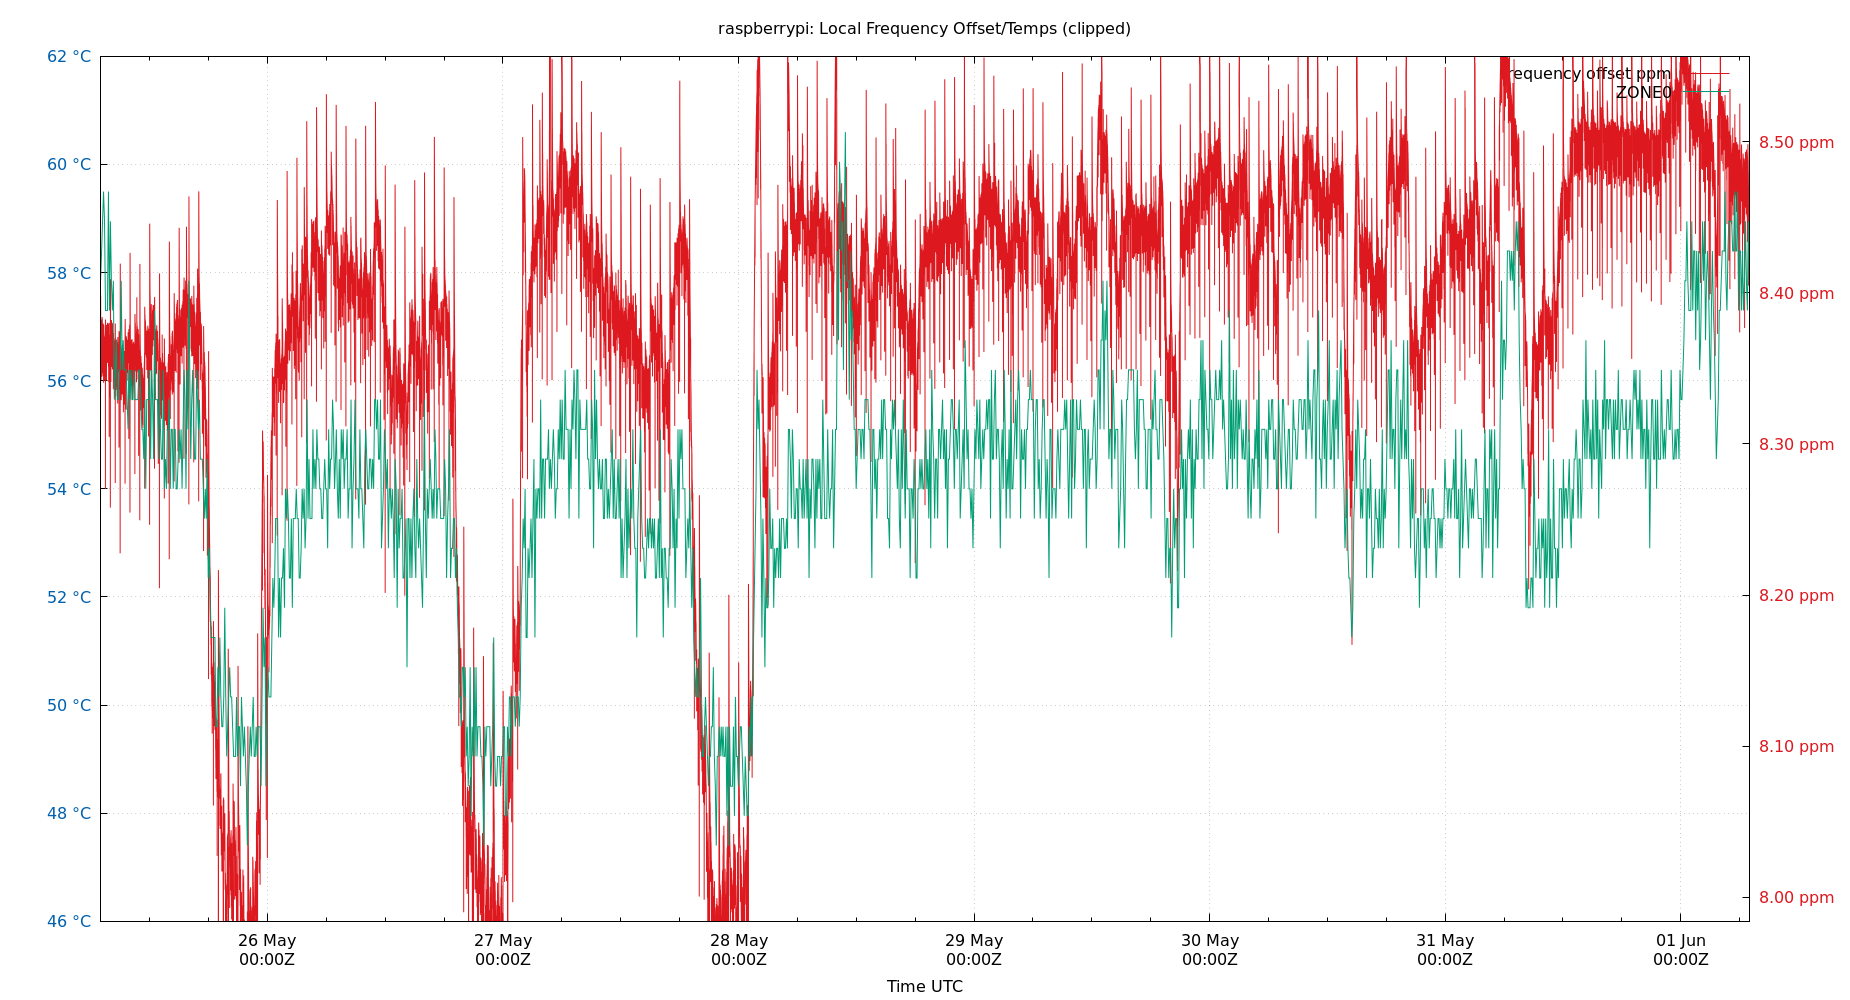 raspberrypi: Local Frequency Offset/Temps (clipped)
62 °C
requency offset ppm
ZONE0
60 °C
8.50 ppm
58 °C
8.40 ppm
56 °C
8.30 ppm
54 °C
52 °C
8.20 ppm
50 °C
8.10 ppm
48 °C
8.00 ppm
46 °C
26 May 27 May 28 May 29 May 30 May 31 May 01 Jun
00:00Z 00:00Z 00:00Z 00:00Z 00:00Z 00:00Z 00:00Z
Time UTC